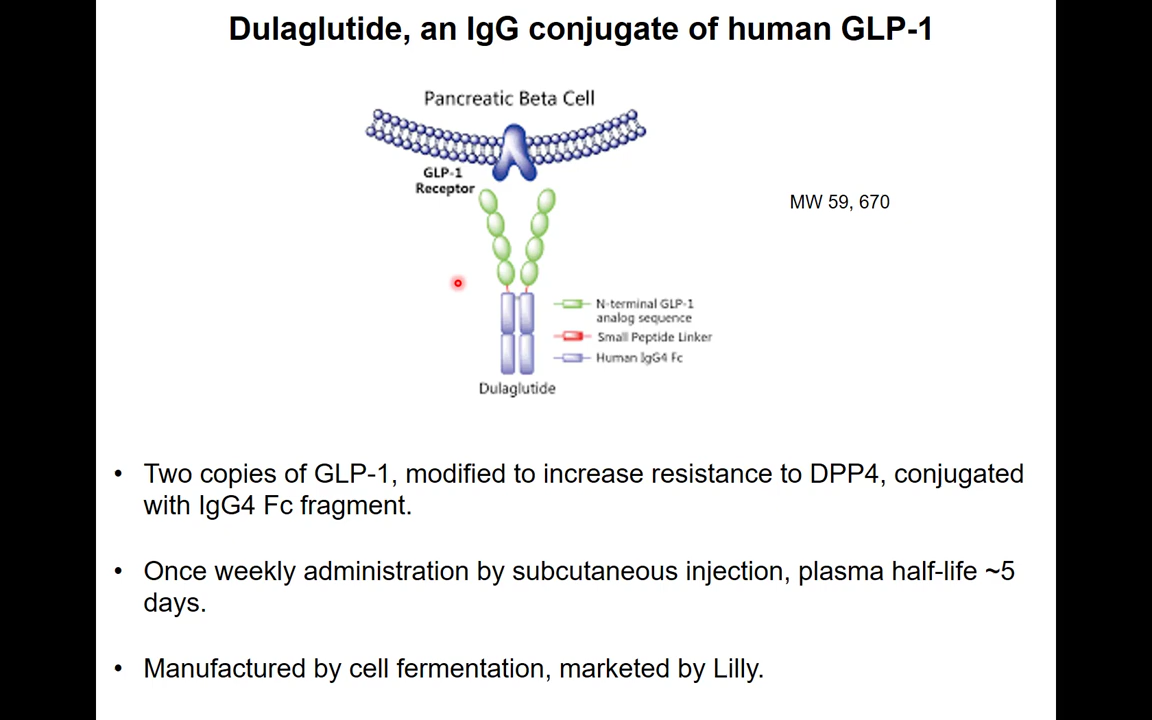 Dulaglutide, an IgG conjugate of human GLP-1
Pancreatic Beta Cell
GLP-1
Receptor
MW 59, 670
N-terminal GLP-1
analog sequence
Small Peptide Linker
Human IgG4 Fc
Dulaglutide
• Two copies of GLP-1, modified to increase resistance to DPP4, conjugated
with IgG4 Fc fragment.
• Once weekly administration by subcutaneous injection, plasma half-life ~5
days.
• Manufactured by cell fermentation, marketed by Lilly.